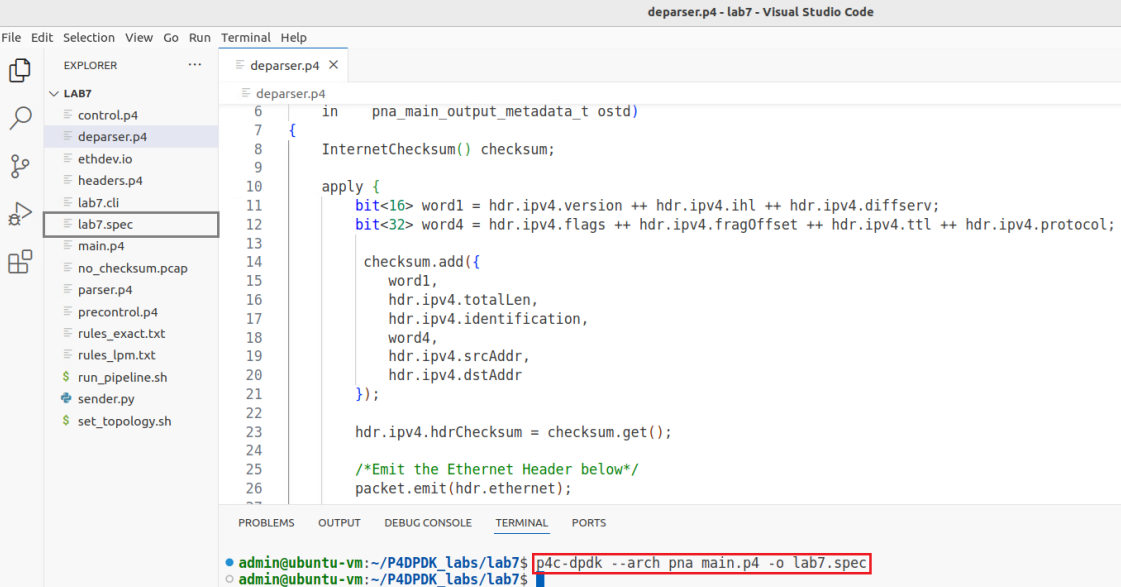 deparser.p4 - lab7 - Visual Studio Code
File Edit Selection View Go Run Terminal Help
EXPLORER ···
LAB7
control.p4
deparser.p4
ethdev.io
headers.p4
lab7.cli
lab7.spec
main.p4
no_checksum.pcap
parser.p4
precontrol.p4
rules_exact.txt
rules_lpm.txt
$ run_pipeline.sh
sender.py
$ set_topology.sh
deparser.p4 ×
deparser.p4
6 in pna_main_output_metadata_t ostd)
7 {
8 InternetChecksum() checksum;
9
10 apply {
11 bit<16> word1 = hdr.ipv4.version ++ hdr.ipv4.ihl ++ hdr.ipv4.diffserv;
12 bit<32> word4 = hdr.ipv4.flags ++ hdr.ipv4.fragOffset ++ hdr.ipv4.ttl ++ hdr.ipv4.protocol;
13
14 checksum.add({
15 word1,
16 hdr.ipv4.totalLen,
17 hdr.ipv4.identification,
18 word4,
19 hdr.ipv4.srcAddr,
20 hdr.ipv4.dstAddr
21 });
22
23 hdr.ipv4.hdrChecksum = checksum.get();
24
25 /*Emit the Ethernet Header below*/
26 packet.emit(hdr.ethernet);
PROBLEMS OUTPUT DEBUG CONSOLE TERMINAL PORTS
admin@ubuntu-vm:~/P4DPDK_labs/lab7$ p4c-dpdk --arch pna main.p4 -o lab7.spec
admin@ubuntu-vm:~/P4DPDK_labs/lab7$